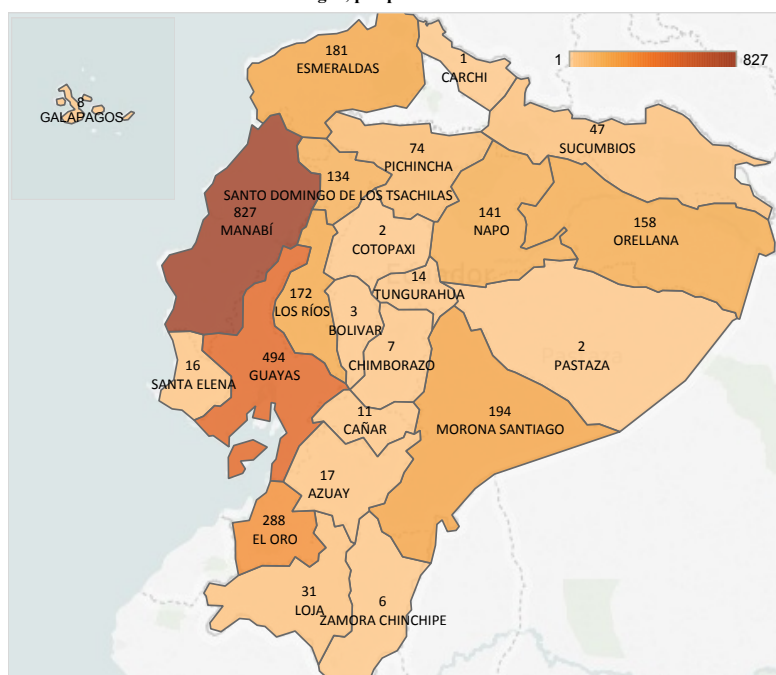 181
ESMERALDAS
1
CARCHI
1 827
8
GALAPAGOS
47
SUCUMBIOS
74
PICHINCHA
134
SANTO DOMINGO DE LOS TSACHILAS
827
MANABÍ
141
NAPO
158
ORELLANA
2
COTOPAXI
14
TUNGURAHUA
172
LOS RÍOS
3
BOLIVAR
7
CHIMBORAZO
2
PASTAZA
16
SANTA ELENA
494
GUAYAS
11
CAÑAR
194
MORONA SANTIAGO
17
AZUAY
288
EL ORO
31
LOJA
6
ZAMORA CHINCHIPE